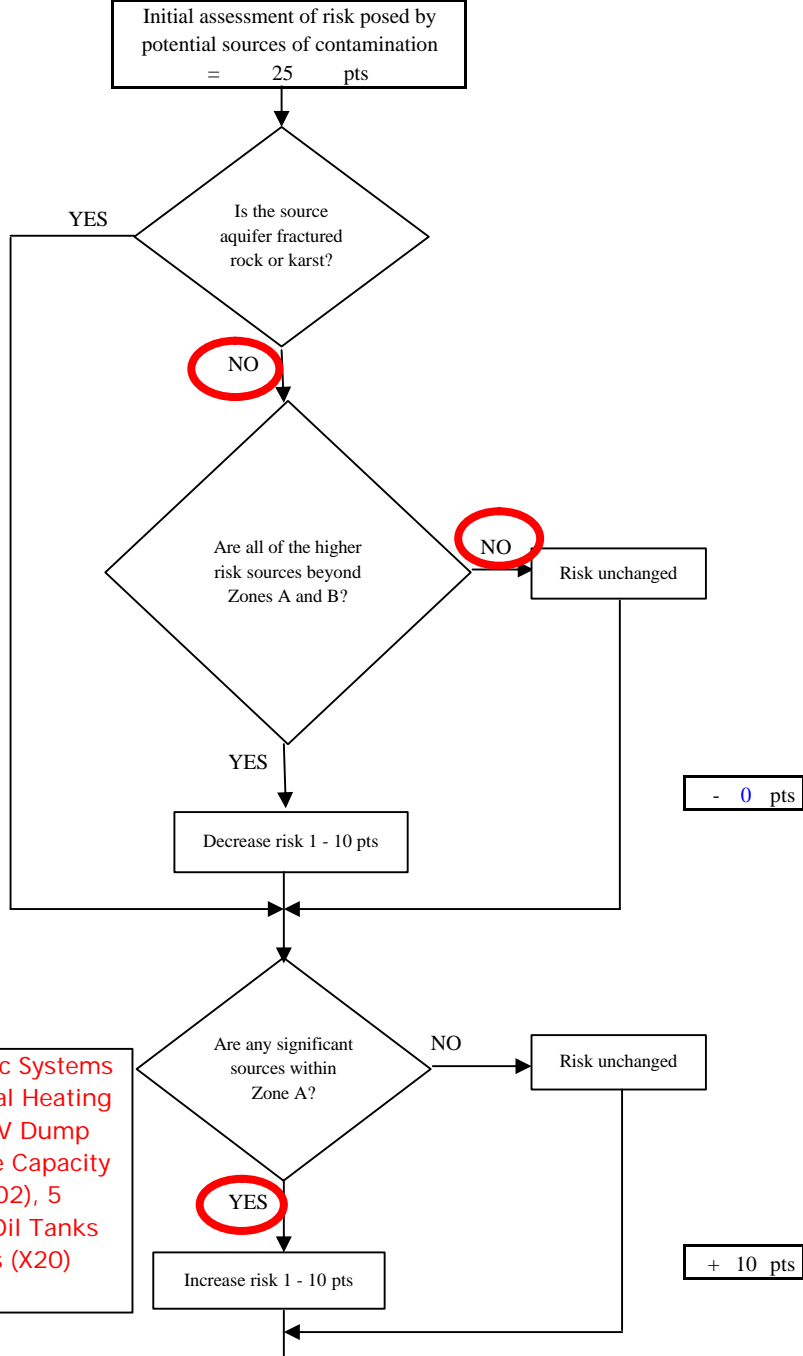 Initial assessment of risk posed by
potential sources of contamination
= 25 pts
Is the source
aquifer fractured
rock or karst?
YES
NO
Are all of the higher
risk sources beyond
Zones A and B?
NO
Risk unchanged
YES
- 0 pts
Decrease risk 1 - 10 pts
Are any significant
sources within
Zone A?
NO
Risk unchanged
c Systems
al Heating
V Dump
e Capacity
02), 5
Oil Tanks
s (X20)
YES
Increase risk 1 - 10 pts
+ 10 pts